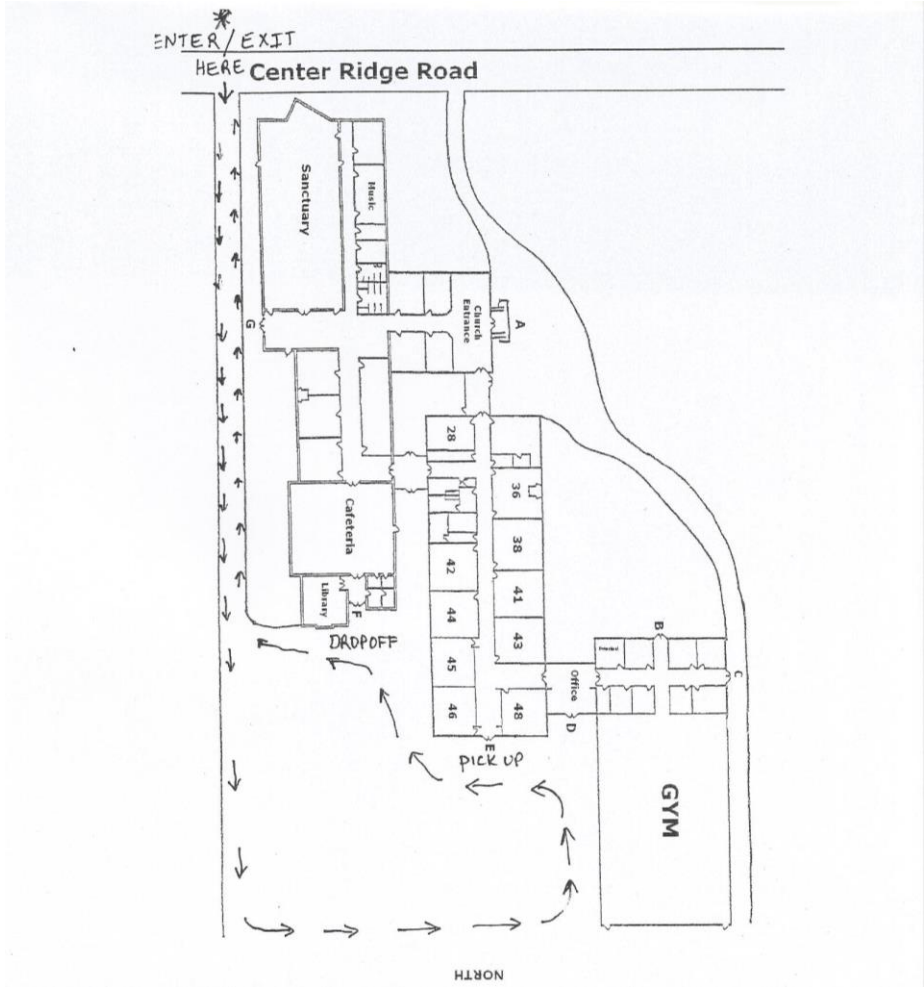 *
ENTER/EXIT
HERE
Center Ridge Road
Sanctuary
Music
Church
Entrance
A
G
28
36
Cafeteria
38
42
41
Library
44
F
43
DROPOFF
B
Principal
45
Office
C
46
48
D
E
PICK UP
GYM
NORTH